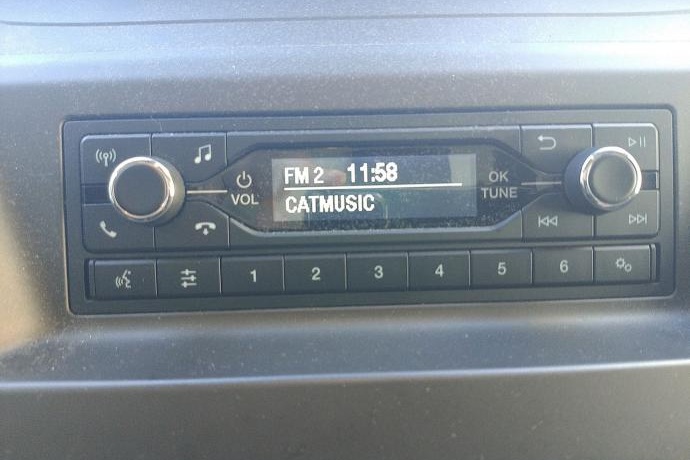 FM 2 11:58
CATMUSIC
VOL
OK
TUNE
1 2 3 4 5 6